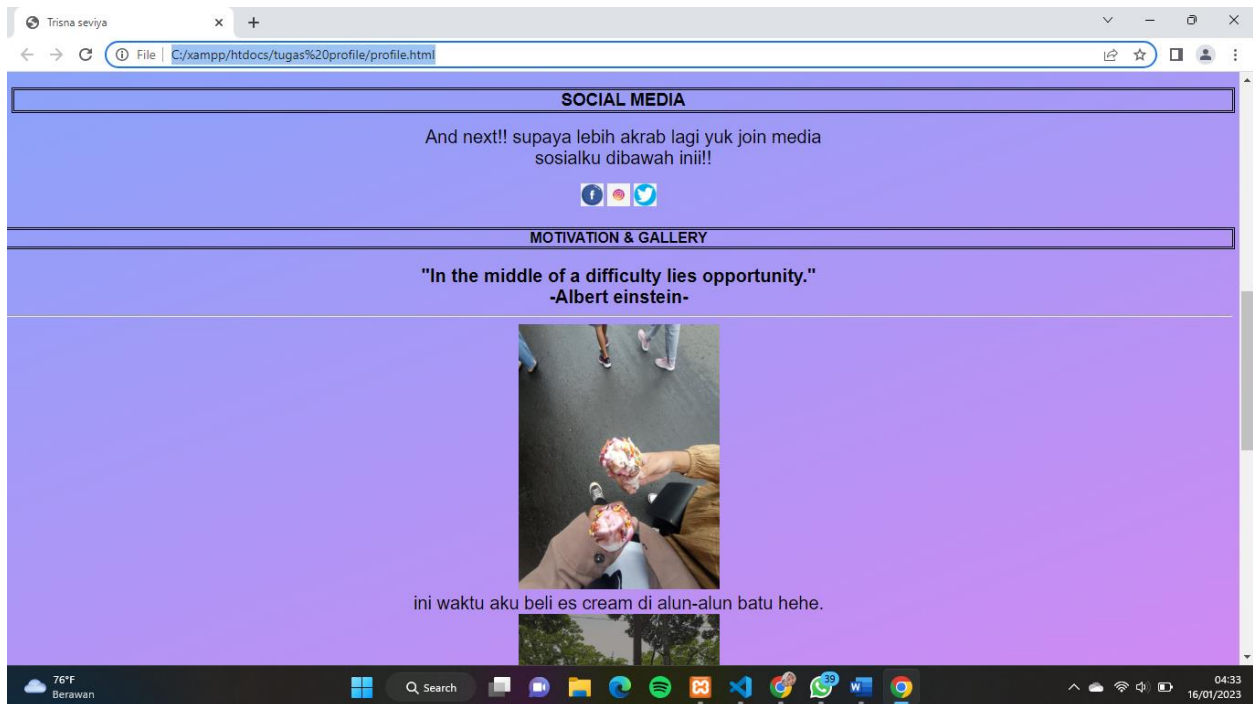 Trisna seviya
File
C:/xampp/htdocs/tugas%20profile/profile.html
SOCIAL MEDIA
And next!! supaya lebih akrab lagi yuk join media
sosialku dibawah inii!!
MOTIVATION & GALLERY
"In the middle of a difficulty lies opportunity."
-Albert einstein-
ini waktu aku beli es cream di alun-alun batu hehe.
76°F
Berawan
Search
39
04:33
16/01/2023